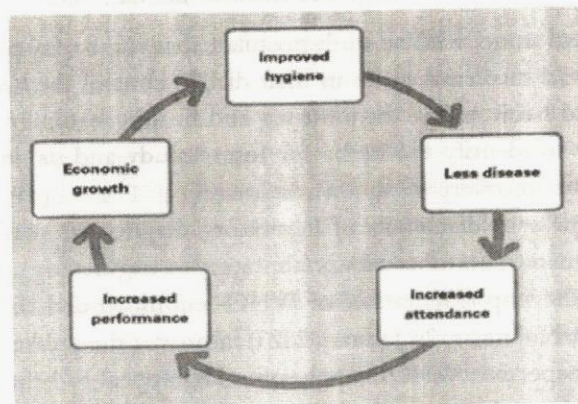 Improved
hygiene
Less disease
Increased
attendance
Increased
performance
Economic
growth